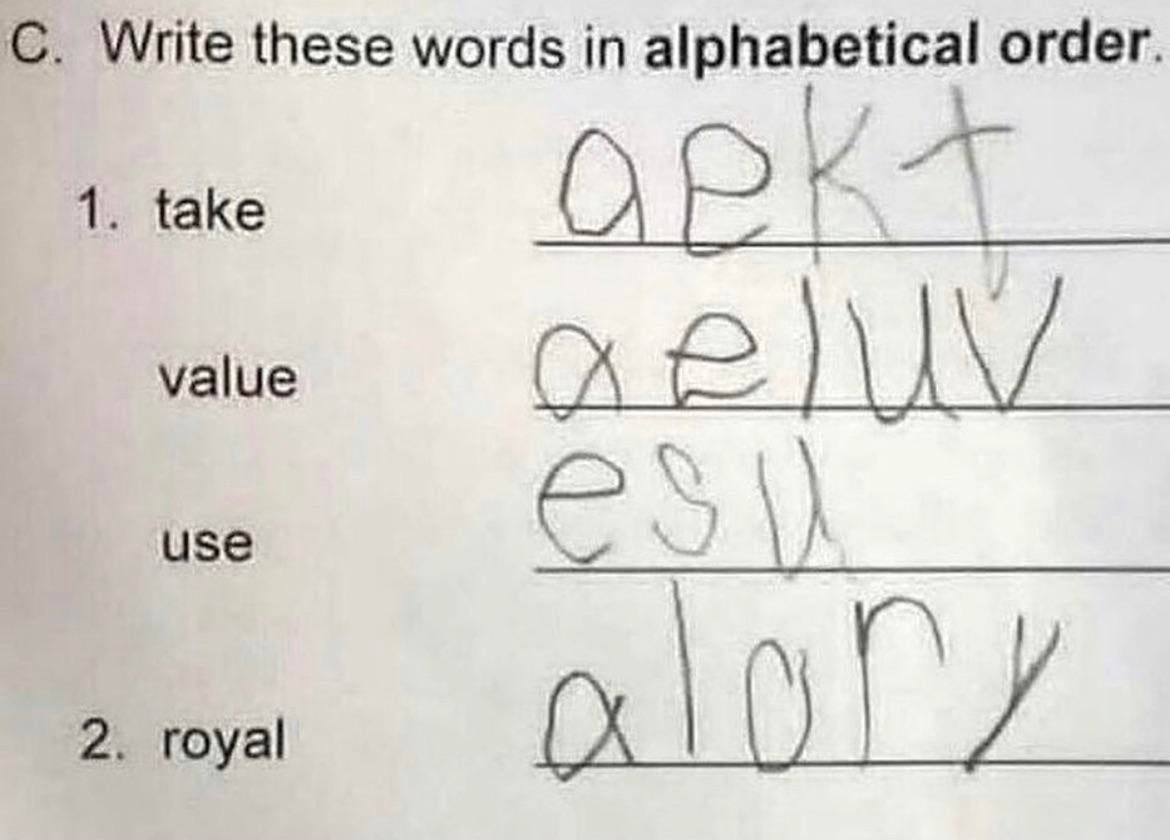 C. Write these words in alphabetical order.
1. take aekt
value aeluv
use esu
2. royal alory